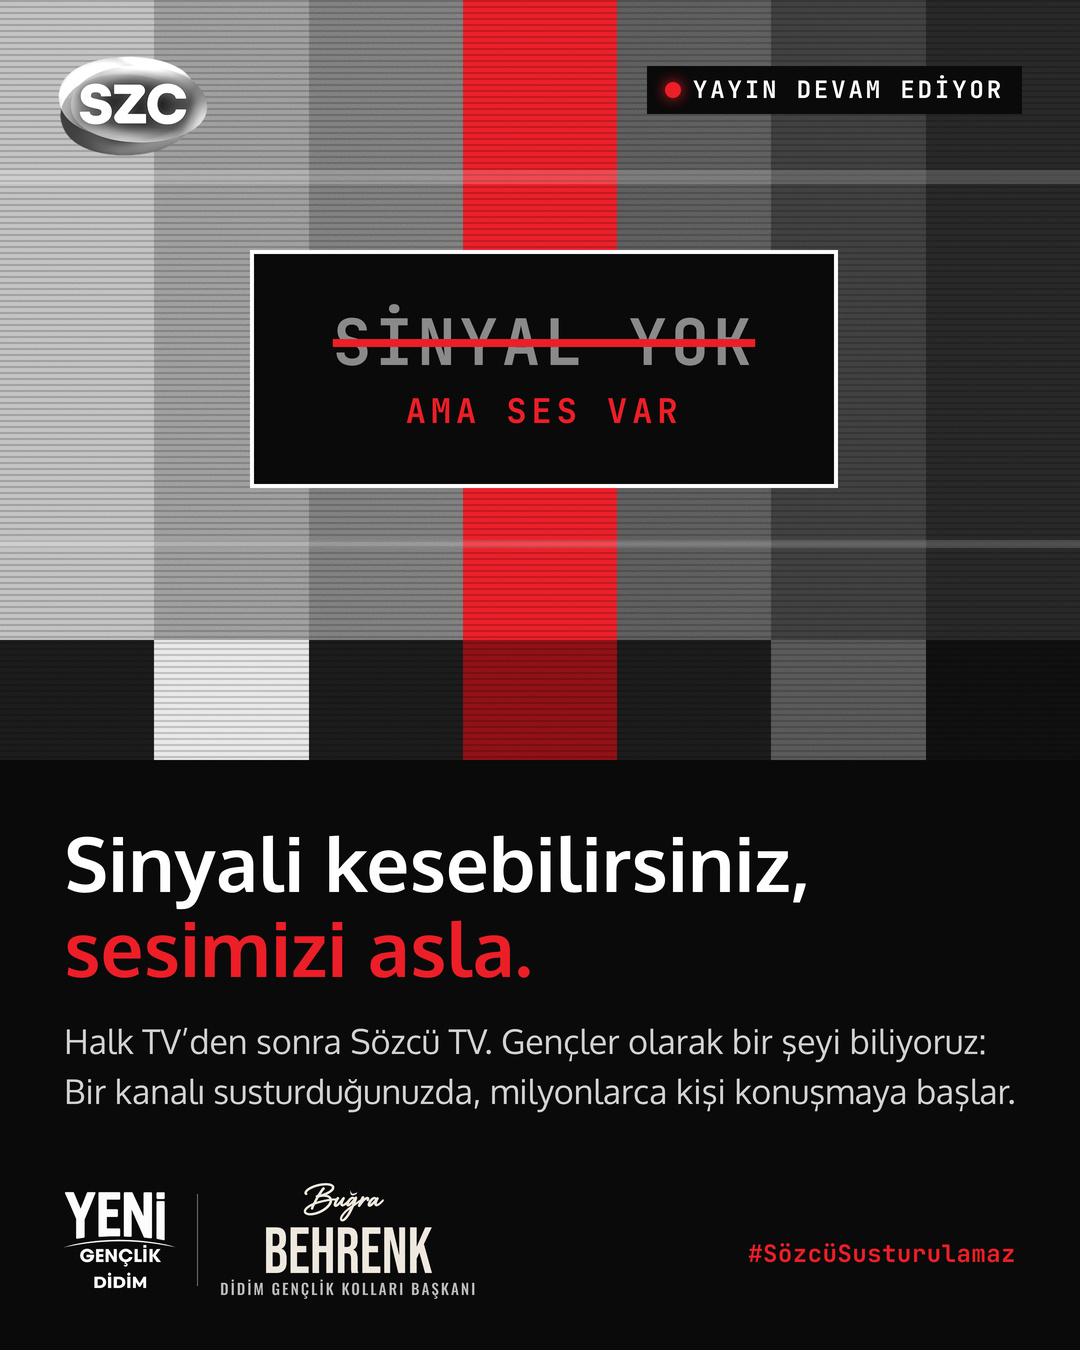 SZC
YAYIN DEVAM EDİYOR
SİNYAL YOK
AMA SES VAR
Sinyali kesebilirsiniz,
sesimizi asla.
Halk TV’den sonra Sözcü TV. Gençler olarak bir şeyi biliyoruz:
Bir kanalı susturduğunuzda, milyonlarca kişi konuşmaya başlar.
YENi
GENÇLİK
DİDİM
Buğra
BEHRENK
DİDİM GENÇLİK KOLLARI BAŞKANI
#SözcüSusturulamaz